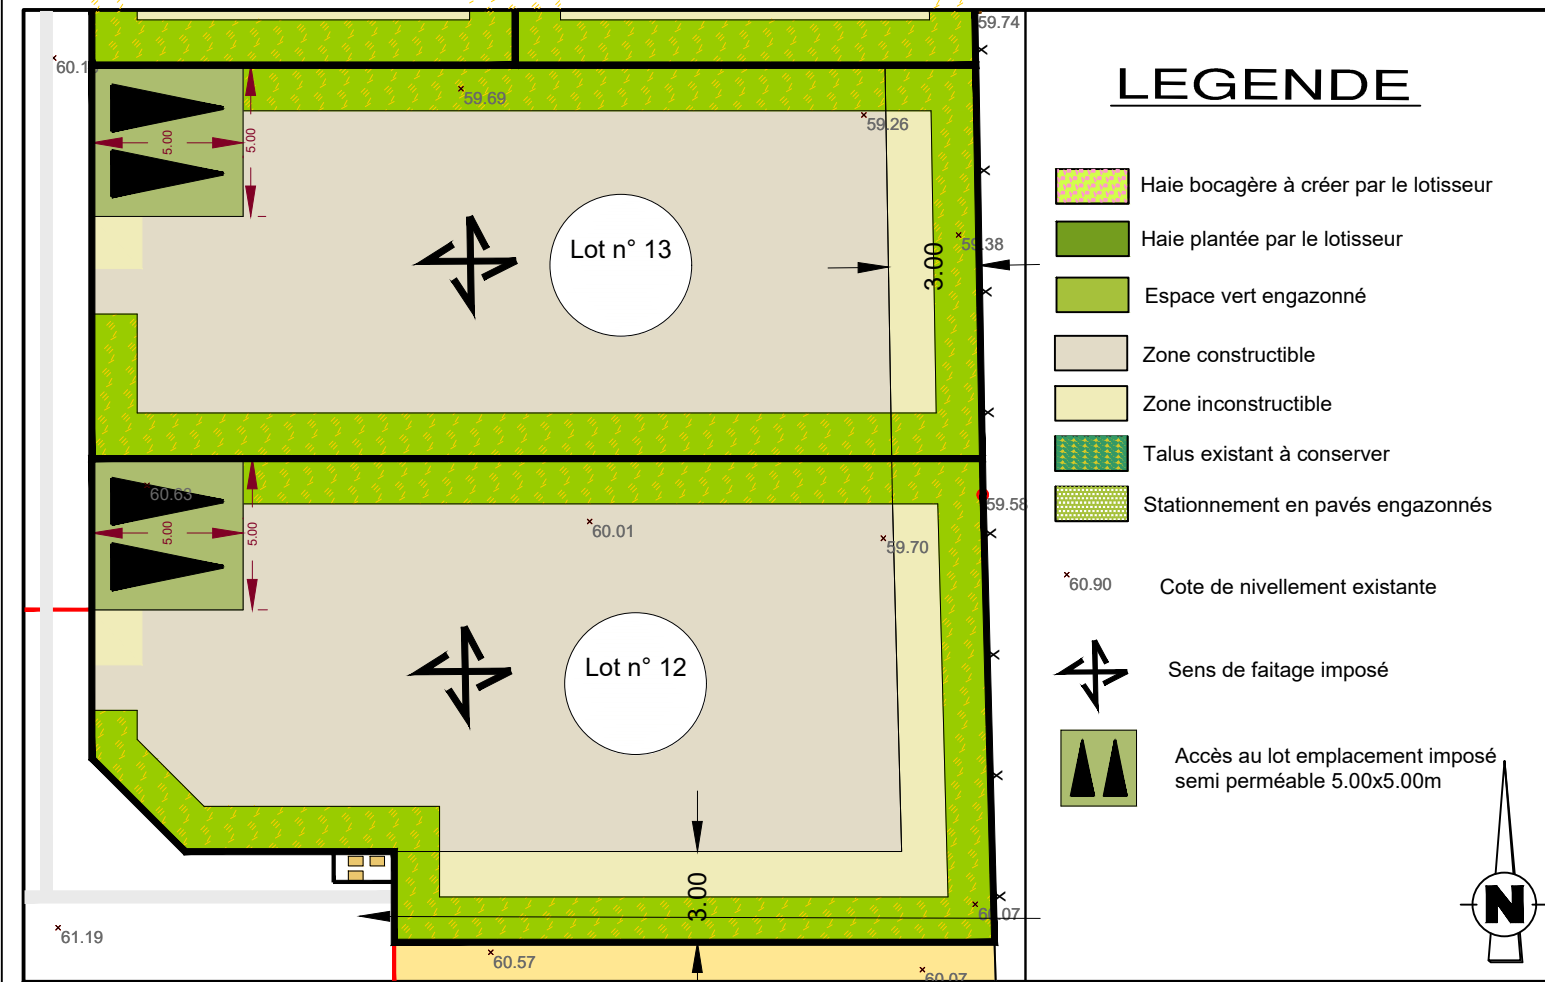 59.74
60.1
59.69
59.26
5.00
5.00
Lot n° 13
59.38
3.00
60.63
5.00
5.00
60.01
59.70
59.58
Lot n° 12
3.00
60.07
61.19
60.57
60.07
LEGENDE
Haie bocagère à créer par le lotisseur
Haie plantée par le lotisseur
Espace vert engazonné
Zone constructible
Zone inconstructible
Talus existant à conserver
Stationnement en pavés engazonnés
60.90
Cote de nivellement existante
Sens de faitage imposé
Accès au lot emplacement imposé
semi perméable 5.00x5.00m
N